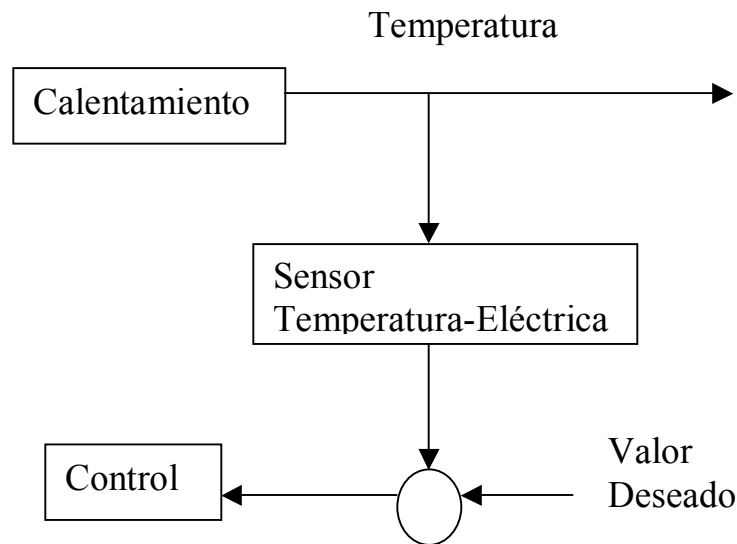 Temperatura
Calentamiento
Sensor
Temperatura-Eléctrica
Control
Valor
Deseado